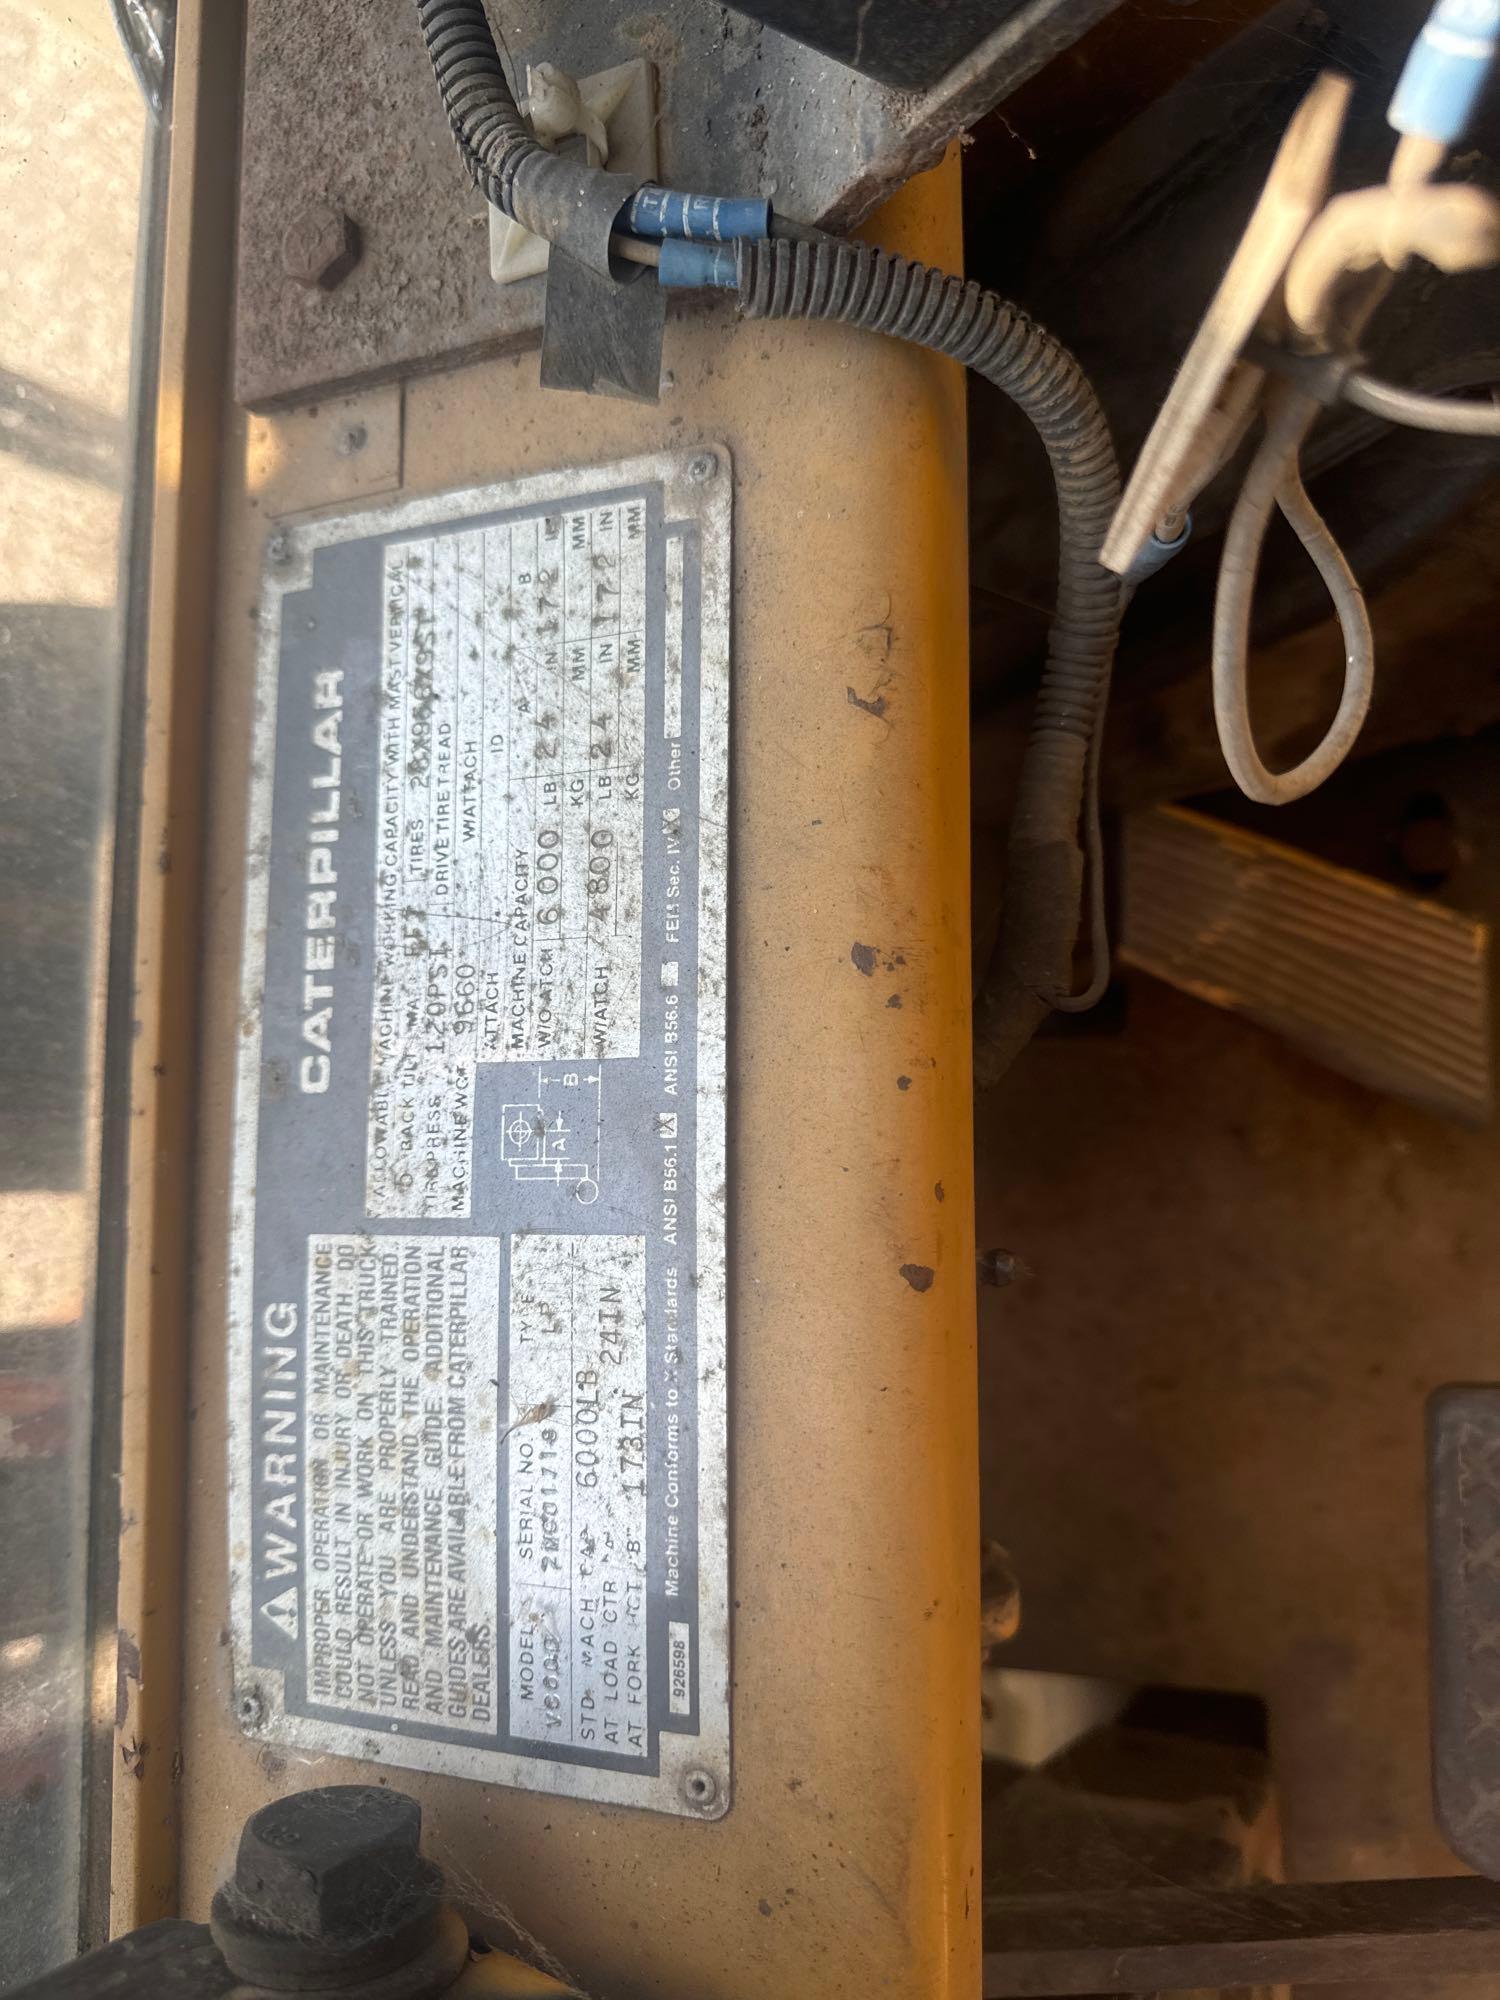 WARNING
IMPROPER OPERATION OR MAINTENANCE
COULD RESULT IN INJURY OR DEATH. DO
NOT OPERATE OR WORK ON THIS TRUCK
UNLESS YOU ARE PROPERLY TRAINED.
READ AND UNDERSTAND THE OPERATION
AND MAINTENANCE GUIDE. ADDITIONAL
GUIDES ARE AVAILABLE FROM CATERPILLAR
DEALERS.
MODEL SERIAL NO. TYPE
LP
STD MACH CAP 6000LB
AT LOAD CTR "A" 24IN
AT FORK HGT "B" 173IN
CATERPILLAR
ALLOWABLE MACHINE WORKING CAPACITY WITH MAST VERTICAL
5 ° BACK TILT MAX TIRES
TIRE PRESS 120PSI DRIVE TIRE TREAD
MACHINE WGT 9660 W/ATTACH
ATTACH ID
MACHINE CAPACITY A B
W/O ATCH 6000 LB 24 IN 172 IN
KG MM MM
W/ATCH 4800 LB 24 IN 172 IN
KG MM MM
A
B
926598 Machine Conforms to X Standards ANSI B56.1 X ANSI B56.6 FEM Sec. IV Other